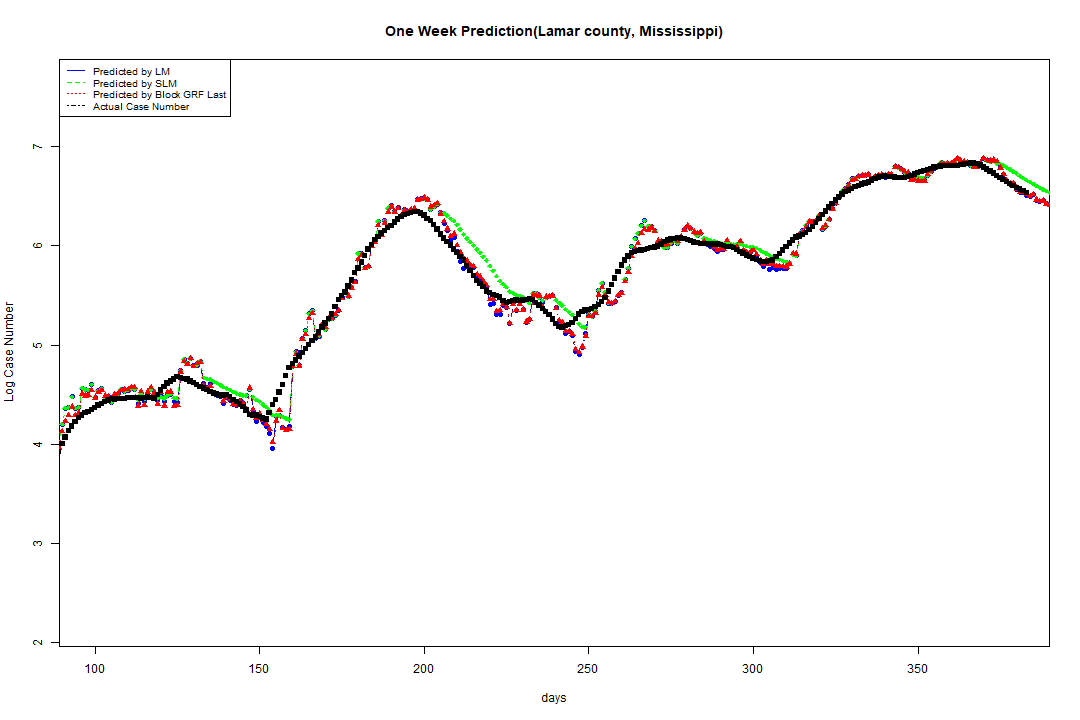 One Week Prediction(Lamar county, Mississippi)
Predicted by LM
Predicted by SLM
Predicted by Block GRF Last
Actual Case Number
7
6
5
4
3
2
Log Case Number
100 150 200 250 300 350
days